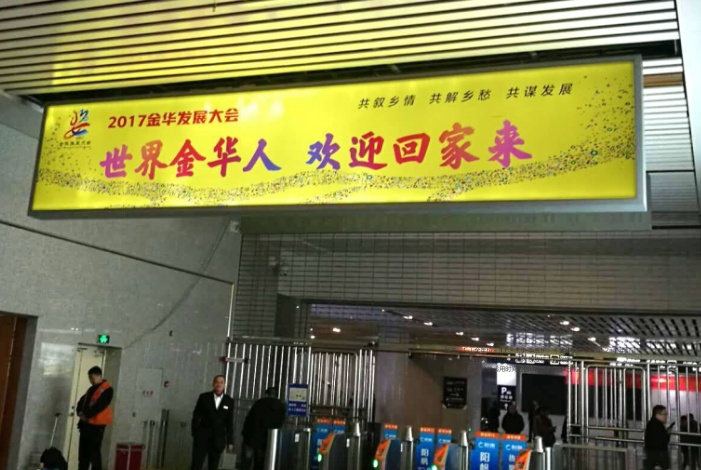 2017金华发展大会
共叙乡情 共解乡愁 共谋发展
世界金华人 欢迎回家来
P